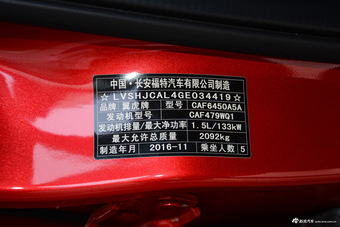 中国·长安福特汽车有限公司制造
☆LVSHJCAL4GE034419☆
品牌 翼虎牌 型号 CAF6450A5A
发动机型号 CAF479WQ1
发动机排量/最大净功率 1.5L/133kW
最大允许总质量 2092kg
制造年月 2016-11 乘坐人数 5